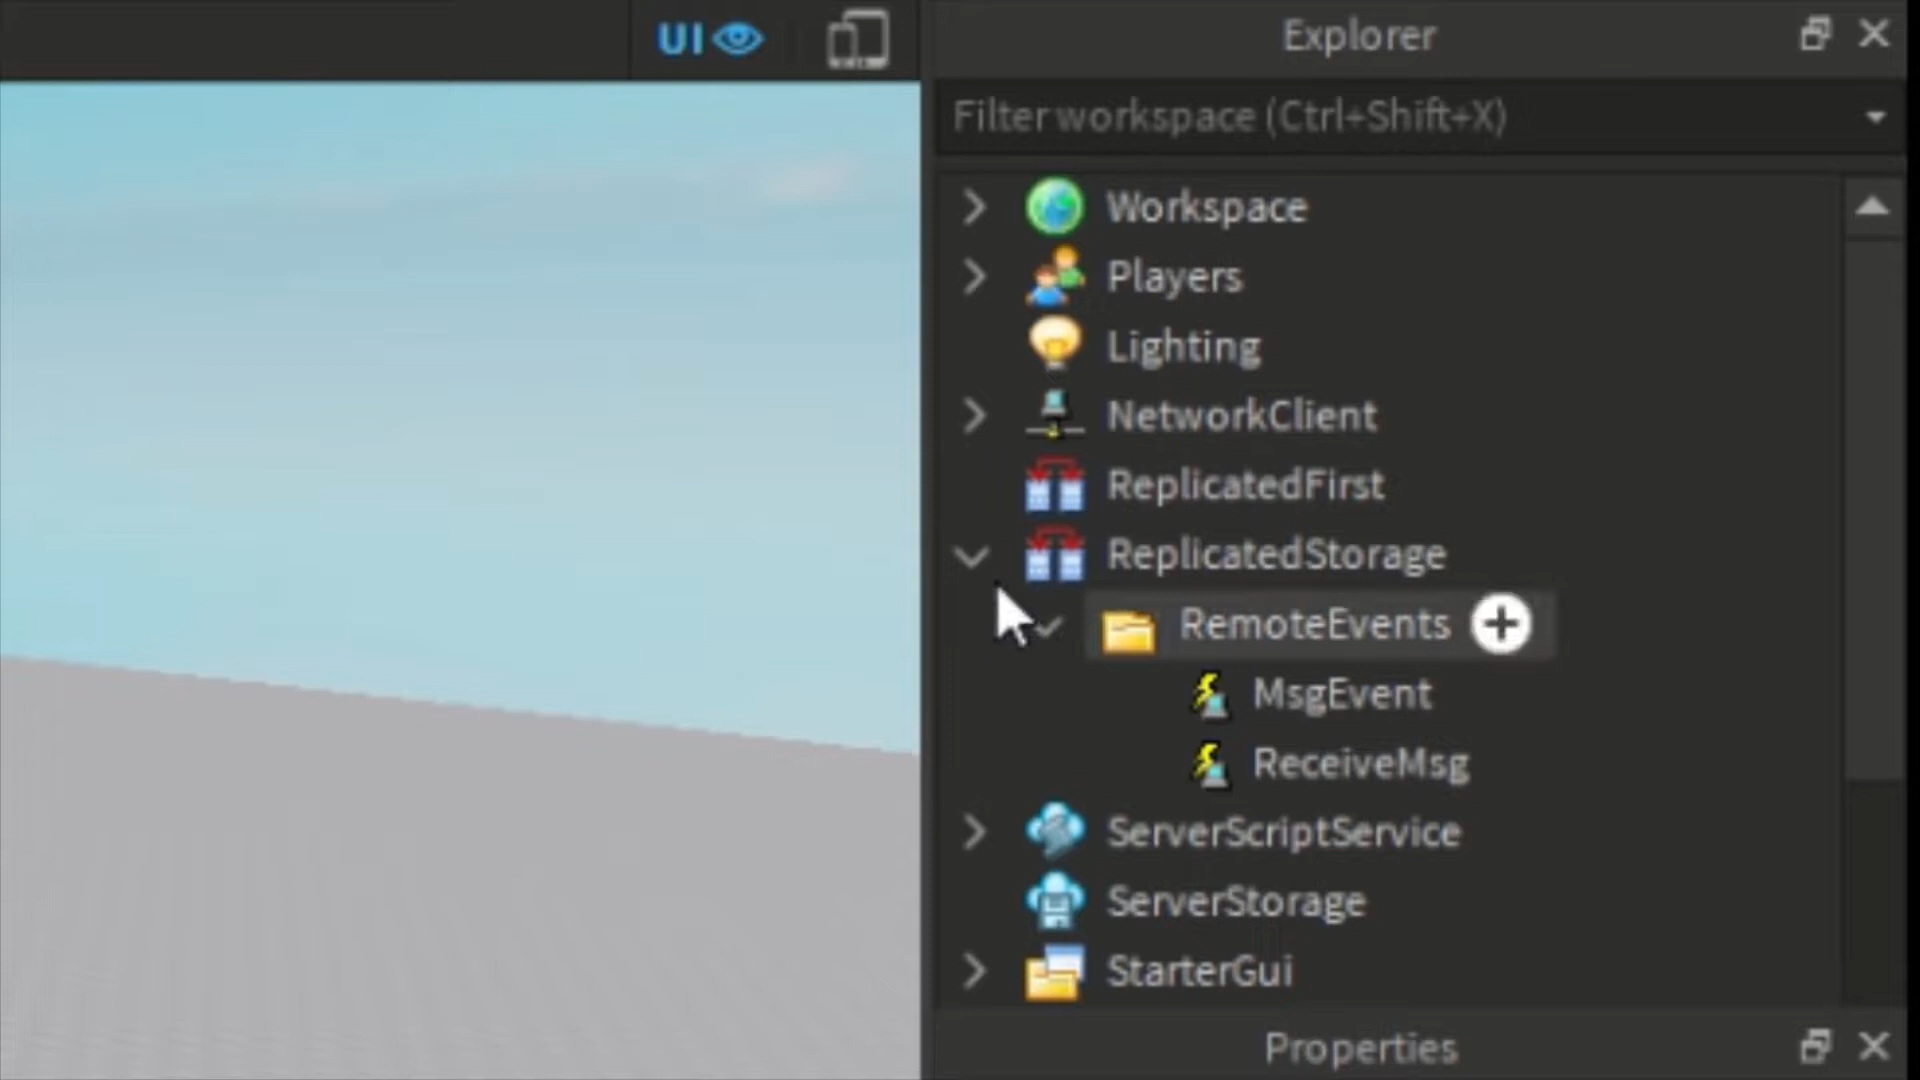 UI
Explorer
Filter workspace (Ctrl+Shift+X)
Workspace
Players
Lighting
NetworkClient
ReplicatedFirst
ReplicatedStorage
RemoteEvents
MsgEvent
ReceiveMsg
ServerScriptService
ServerStorage
StarterGui
Properties